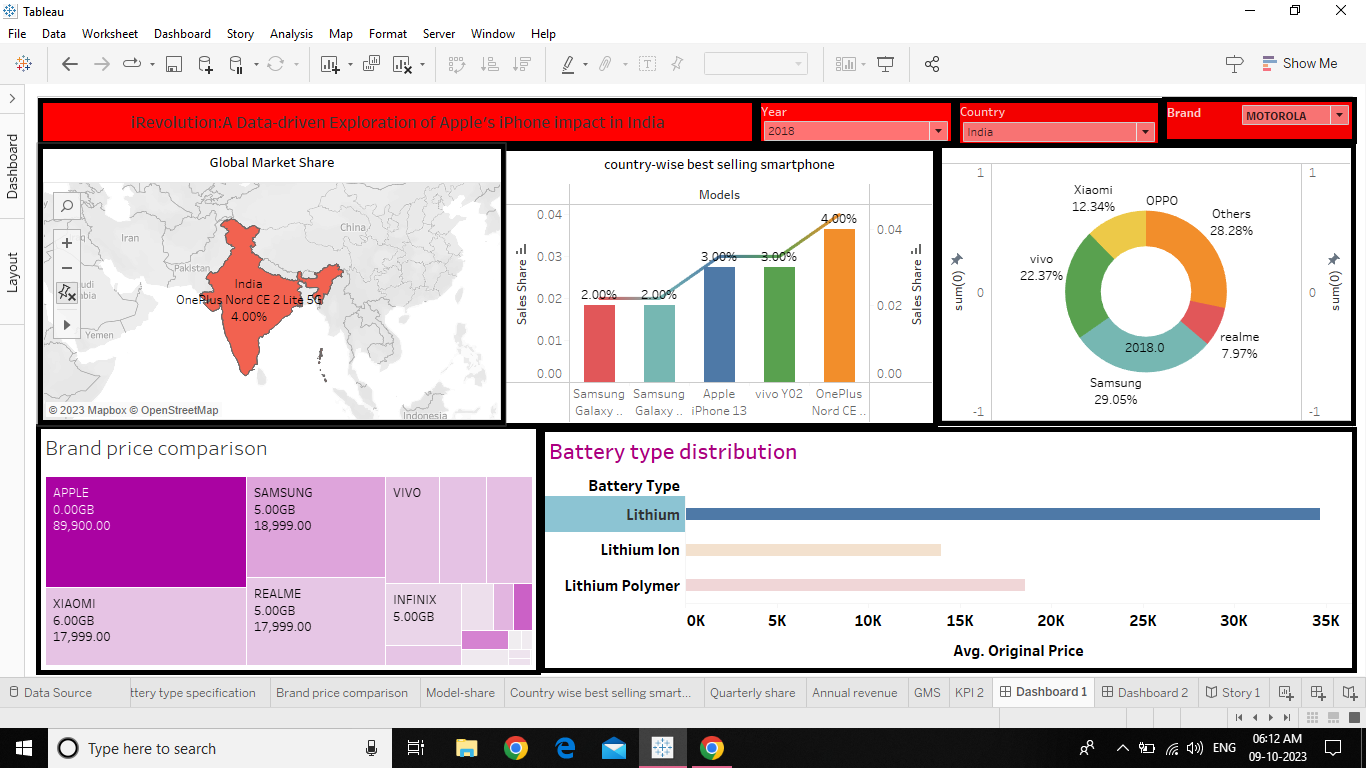 Tableau
File Data Worksheet Dashboard Story Analysis Map Format Server Window Help
Show Me
Dashboard
Layout
iRevolution:A Data-driven Exploration of Apple's iPhone impact in India
Year
2018
Country
India
Brand
MOTOROLA
Global Market Share
Iran
China
Pakistan
Yemen
Indonesia
India
OnePlus Nord CE 2 Lite 5G
4.00%
© 2023 Mapbox © OpenStreetMap
country-wise best selling smartphone
Models
Sales Share
0.04
0.03
0.02
0.01
0.00
2.00%
2.00%
3.00%
3.00%
4.00%
0.04
0.02
0.00
Sales Share
Samsung Galaxy ..
Samsung Galaxy ..
Apple iPhone 13
vivo Y02
OnePlus Nord CE ..
sum(0)
1
0
-1
Xiaomi
12.34%
OPPO
Others
28.28%
vivo
22.37%
realme
7.97%
2018.0
Samsung
29.05%
1
0
-1
sum(0)
Brand price comparison
APPLE
0.00GB
89,900.00
SAMSUNG
5.00GB
18,999.00
VIVO
XIAOMI
6.00GB
17,999.00
REALME
5.00GB
17,999.00
INFINIX
5.00GB
Battery type distribution
Battery Type
Lithium
Lithium Ion
Lithium Polymer
0K 5K 10K 15K 20K 25K 30K 35K
Avg. Original Price
Data Source ttery type specification Brand price comparison Model-share Country wise best selling smart... Quarterly share Annual revenue GMS KPI 2 Dashboard 1 Dashboard 2 Story 1
Type here to search
ENG
06:12 AM
09-10-2023